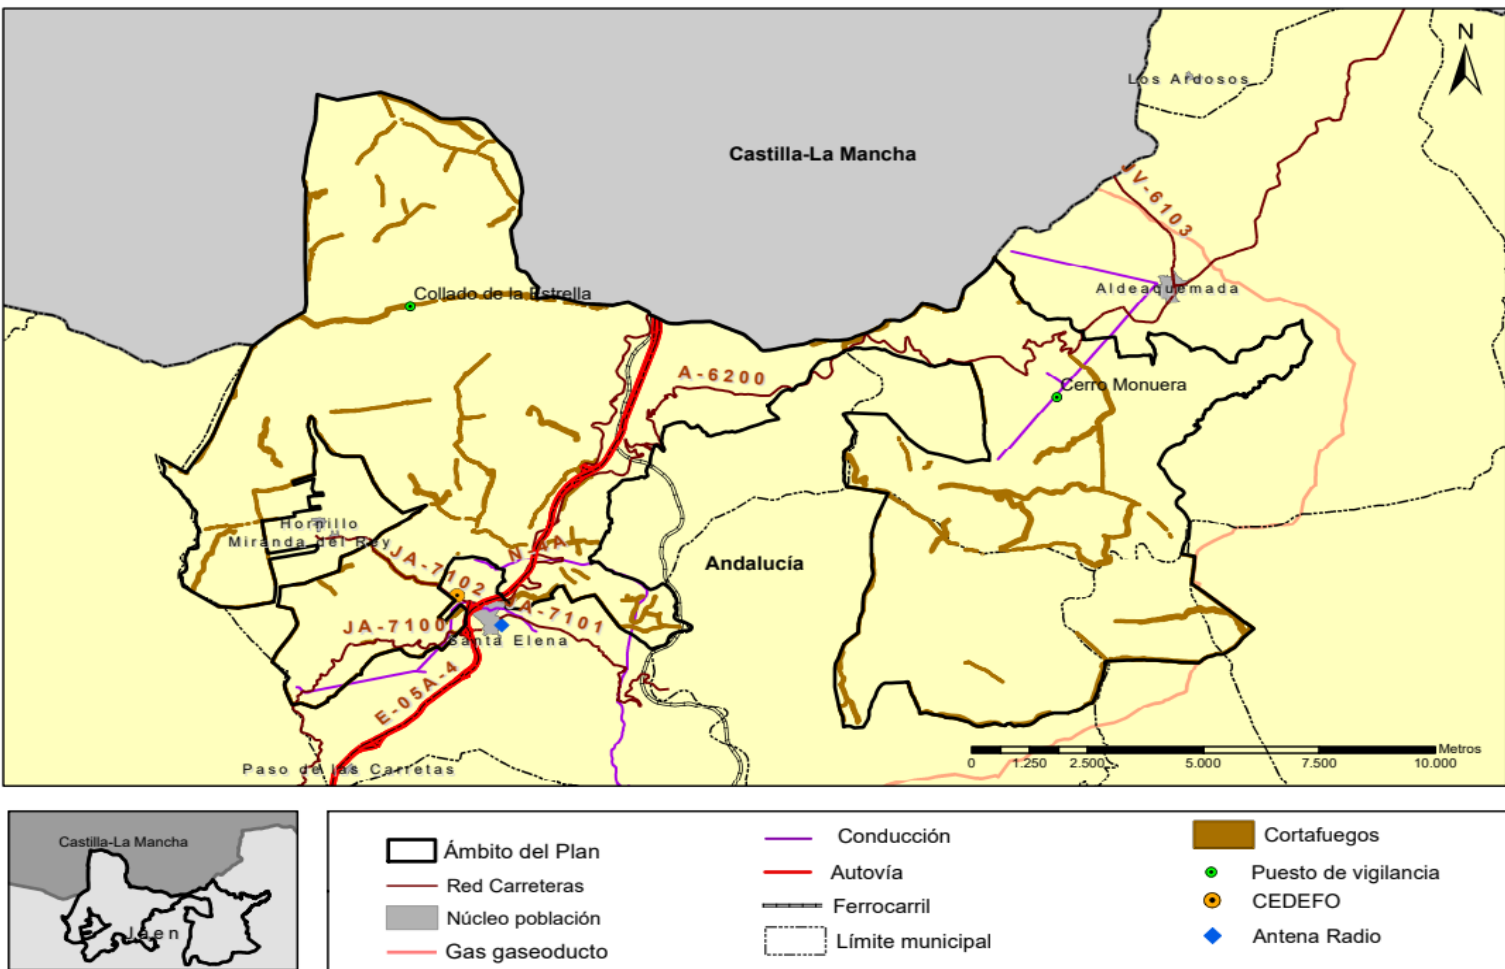 N
Los Ardosos
Castilla-La Mancha
JV-6103
Collado de la Estrella
Aldeaquemada
A-6200
Cerro Monuera
Hornillo
Miranda del Rey
N-IVA
JA-7102
Andalucía
JA-7101
JA-7100
Santa Elena
E-05A-4
Paso de las Carretas
Metros
0 1.250 2.500 5.000 7.500 10.000
Castilla-La Mancha
Jaen
Ámbito del Plan
Red Carreteras
Núcleo población
Gas gaseoducto
Conducción
Autovía
Ferrocarril
Límite municipal
Cortafuegos
Puesto de vigilancia
CEDEFO
Antena Radio